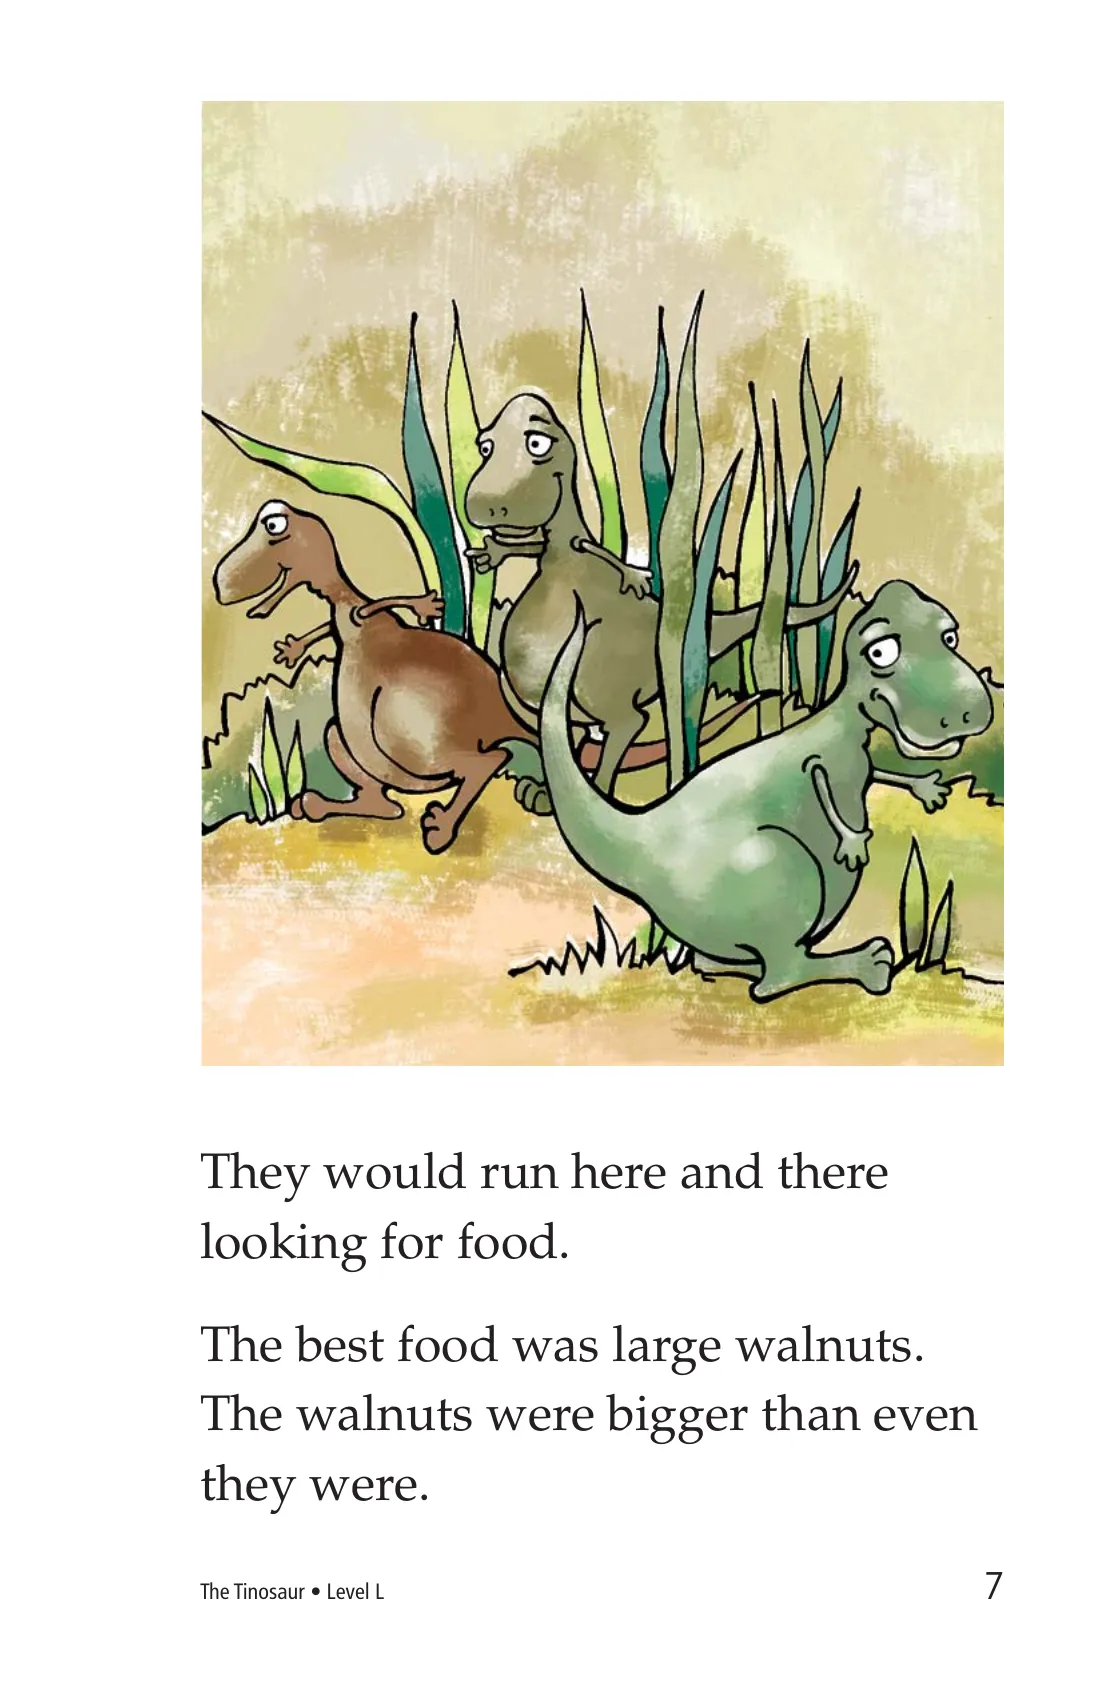 They would run here and there
looking for food.
The best food was large walnuts.
The walnuts were bigger than even
they were.
The Tinosaur • Level L
7